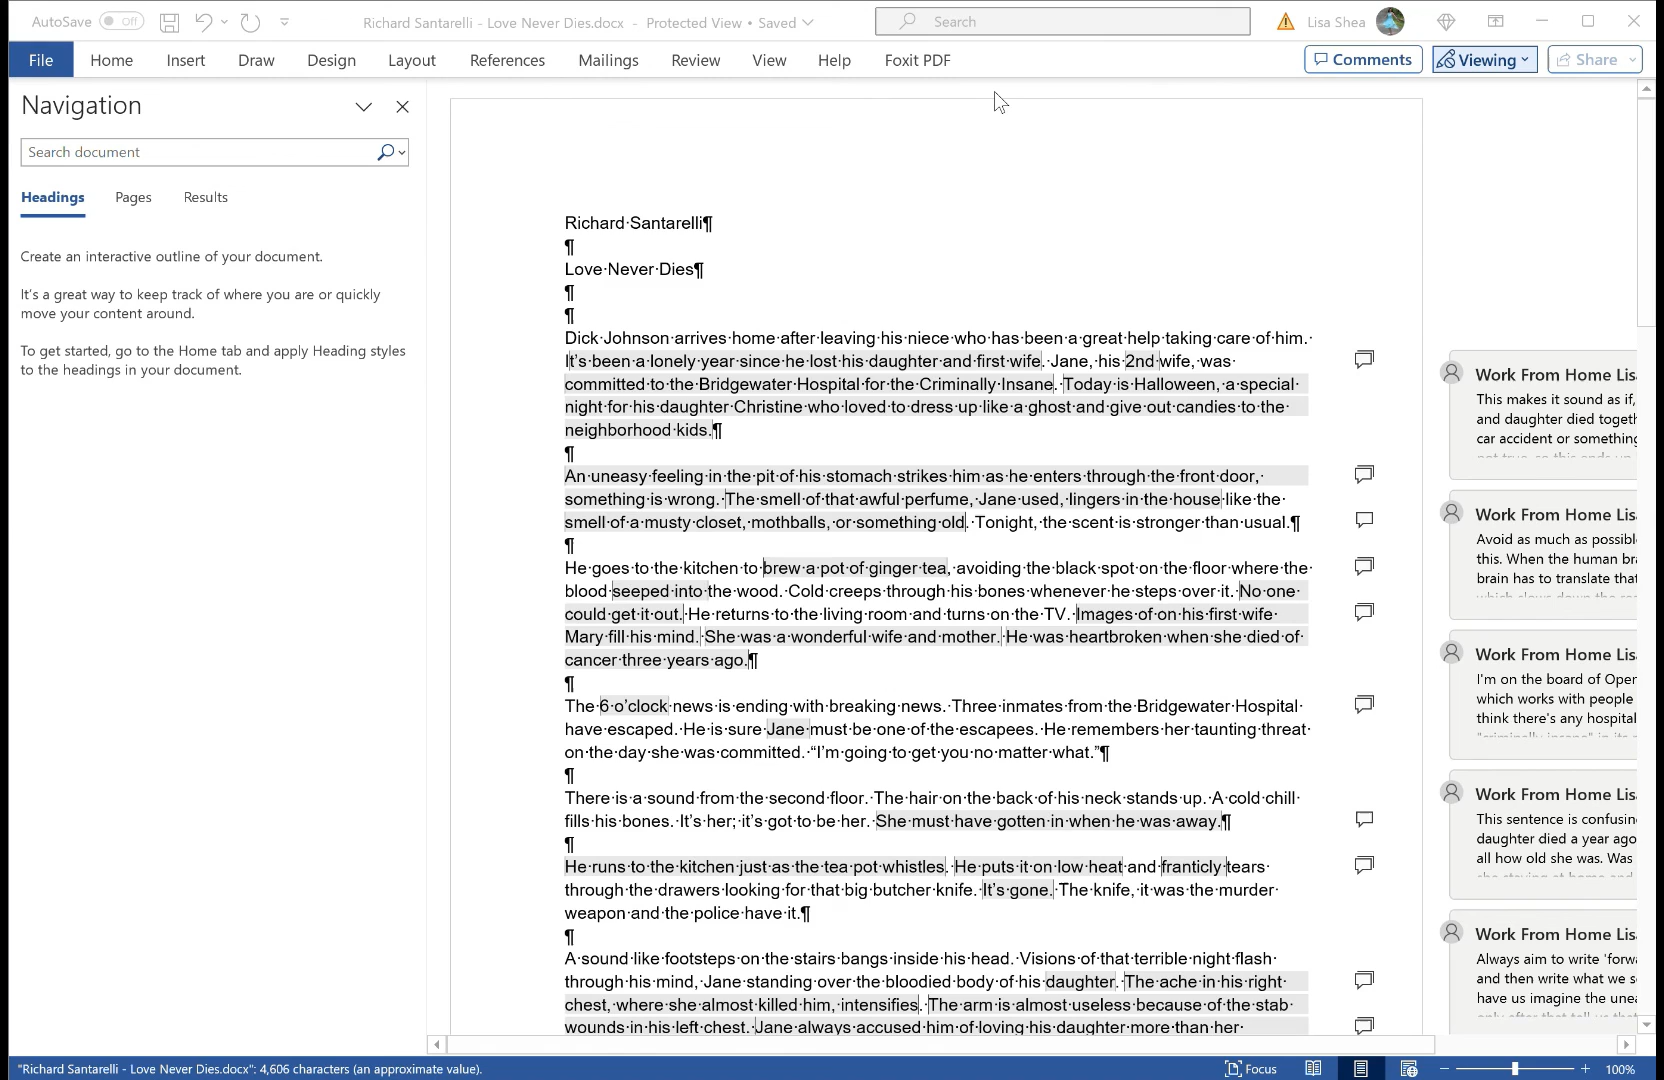 AutoSave Off
Richard Santarelli - Love Never Dies.docx - Protected View • Saved
Search
Lisa Shea
File Home Insert Draw Design Layout References Mailings Review View Help Foxit PDF
Comments Viewing Share
Navigation
Search document
Headings Pages Results
Create an interactive outline of your document.
It's a great way to keep track of where you are or quickly
move your content around.
To get started, go to the Home tab and apply Heading styles
to the headings in your document.
Richard·Santarelli¶
¶
Love·Never·Dies¶
¶
¶
Dick·Johnson·arrives·home·after·leaving·his·niece·who·has·been·a·great·help·taking·care·of·him.·
It’s·been·a·lonely·year·since·he·lost·his·daughter·and·first·wife.·Jane,·his·2nd·wife,·was·
committed·to·the·Bridgewater·Hospital·for·the·Criminally·Insane.·Today·is·Halloween,·a·special·
night·for·his·daughter·Christine·who·loved·to·dress·up·like·a·ghost·and·give·out·candies·to·the·
neighborhood·kids.¶
¶
An·uneasy·feeling·in·the·pit·of·his·stomach·strikes·him·as·he·enters·through·the·front·door,·
something·is·wrong.·The·smell·of·that·awful·perfume,·Jane·used,·lingers·in·the·house·like·the·
smell·of·a·musty·closet,·mothballs,·or·something·old.·Tonight,·the·scent·is·stronger·than·usual.¶
¶
He·goes·to·the·kitchen·to·brew·a·pot·of·ginger·tea,·avoiding·the·black·spot·on·the·floor·where·the·
blood·seeped·into·the·wood.·Cold·creeps·through·his·bones·whenever·he·steps·over·it.·No·one·
could·get·it·out.·He·returns·to·the·living·room·and·turns·on·the·TV.·Images·of·on·his·first·wife·
Mary·fill·his·mind.·She·was·a·wonderful·wife·and·mother.·He·was·heartbroken·when·she·died·of·
cancer·three·years·ago.¶
¶
The·6·o’clock·news·is·ending·with·breaking·news.·Three·inmates·from·the·Bridgewater·Hospital·
have·escaped.·He·is·sure·Jane·must·be·one·of·the·escapees.·He·remembers·her·taunting·threat·
on·the·day·she·was·committed.·“I’m·going·to·get·you·no·matter·what.”¶
¶
There·is·a·sound·from·the·second·floor.·The·hair·on·the·back·of·his·neck·stands·up.·A·cold·chill·
fills·his·bones.·It’s·her;·it’s·got·to·be·her.·She·must·have·gotten·in·when·he·was·away.¶
¶
He·runs·to·the·kitchen·just·as·the·tea·pot·whistles.·He·puts·it·on·low·heat·and·franticly·tears·
through·the·drawers·looking·for·that·big·butcher·knife.·It’s·gone.·The·knife,·it·was·the·murder·
weapon·and·the·police·have·it.¶
¶
A·sound·like·footsteps·on·the·stairs·bangs·inside·his·head.·Visions·of·that·terrible·night·flash·
through·his·mind,·Jane·standing·over·the·bloodied·body·of·his·daughter.·The·ache·in·his·right·
chest,·where·she·almost·killed·him,·intensifies.·The·arm·is·almost·useless·because·of·the·stab·
wounds·in·his·left·chest.·Jane·always·accused·him·of·loving·his·daughter·more·than·her·
Work From Home Lis
This makes it sound as if,
and daughter died togeth
car accident or something
Work From Home Lis
Avoid as much as possibl
this. When the human bra
brain has to translate that
Work From Home Lis
I'm on the board of Oper
which works with people
think there's any hospital
Work From Home Lis
This sentence is confusin
daughter died a year ago
all how old she was. Was
Work From Home Lis
Always aim to write 'forwa
and then write what we s
have us imagine the unea
"Richard Santarelli - Love Never Dies.docx": 4,606 characters (an approximate value).
Focus
100%